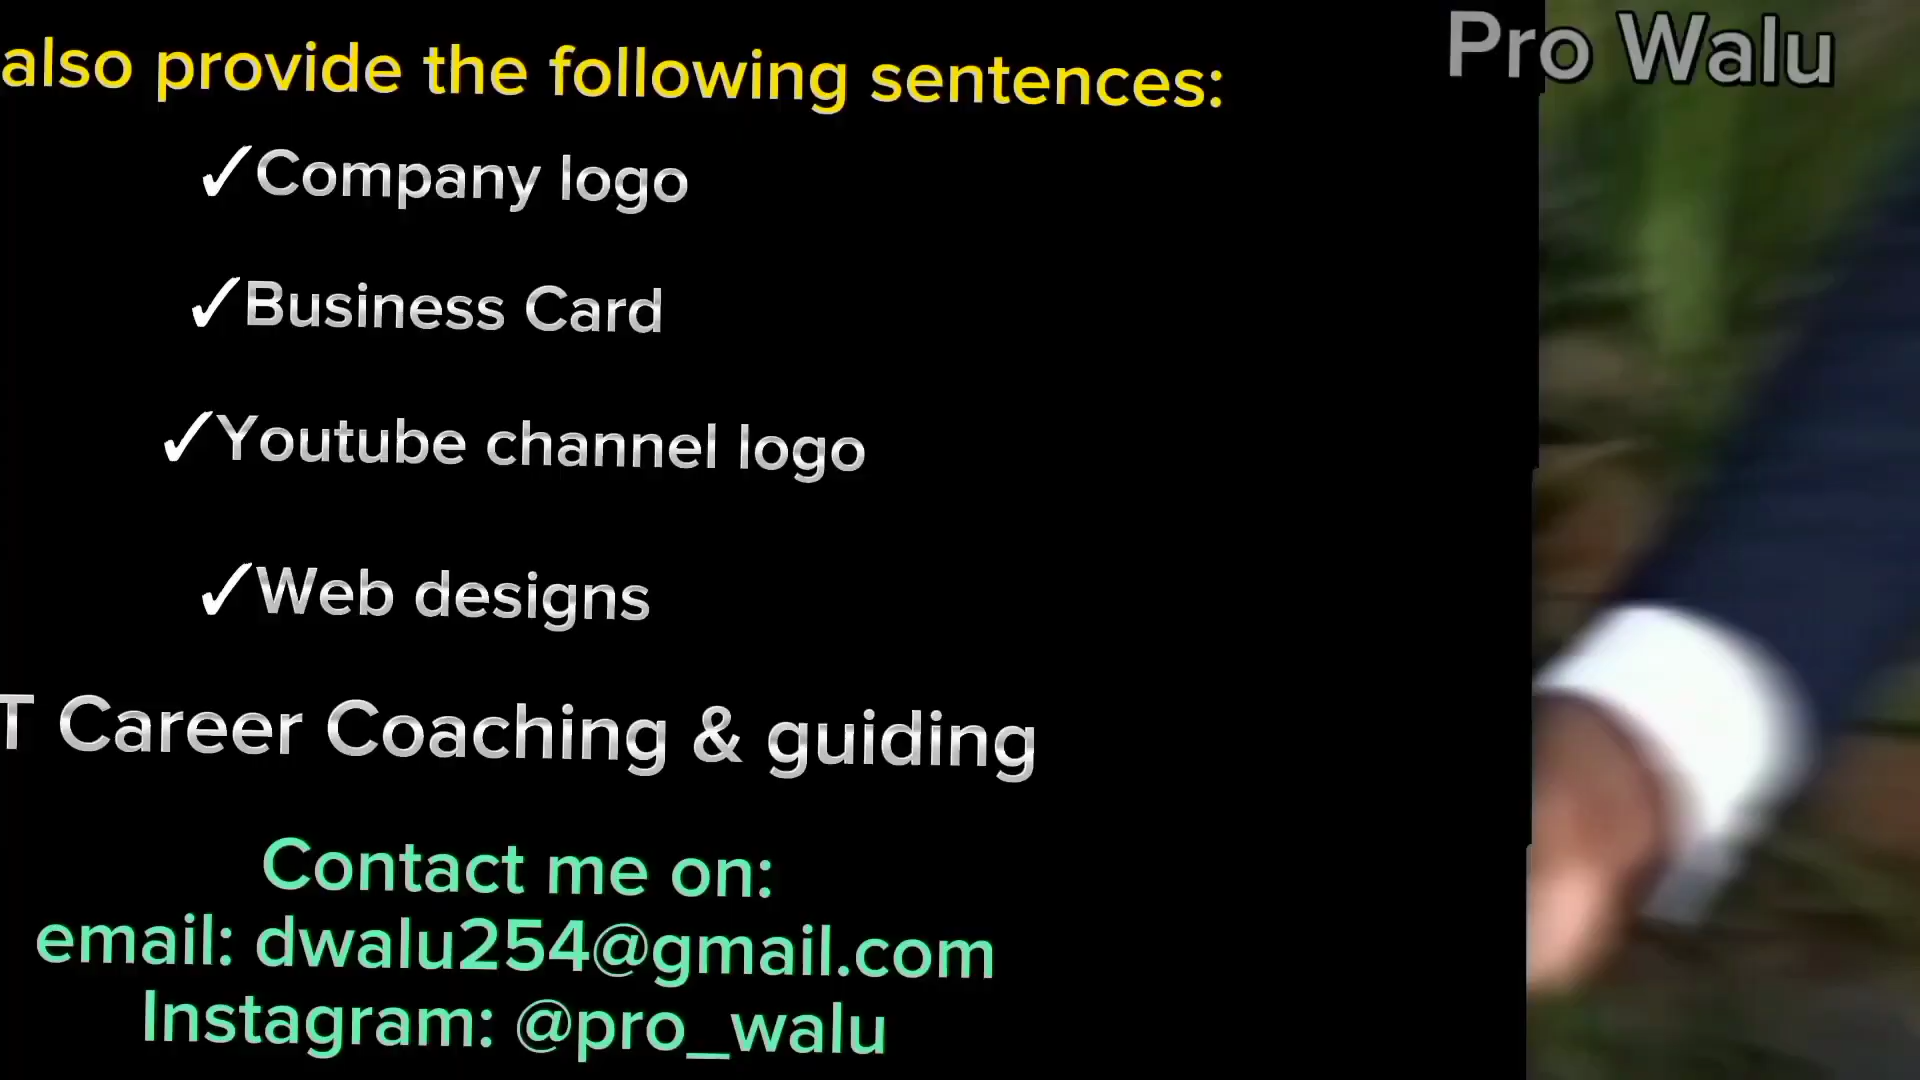 Pro Walu
also provide the following sentences:
✓Company logo
✓Business Card
✓Youtube channel logo
✓Web designs
T Career Coaching & guiding
Contact me on:
email: dwalu254@gmail.com
Instagram: @pro_walu